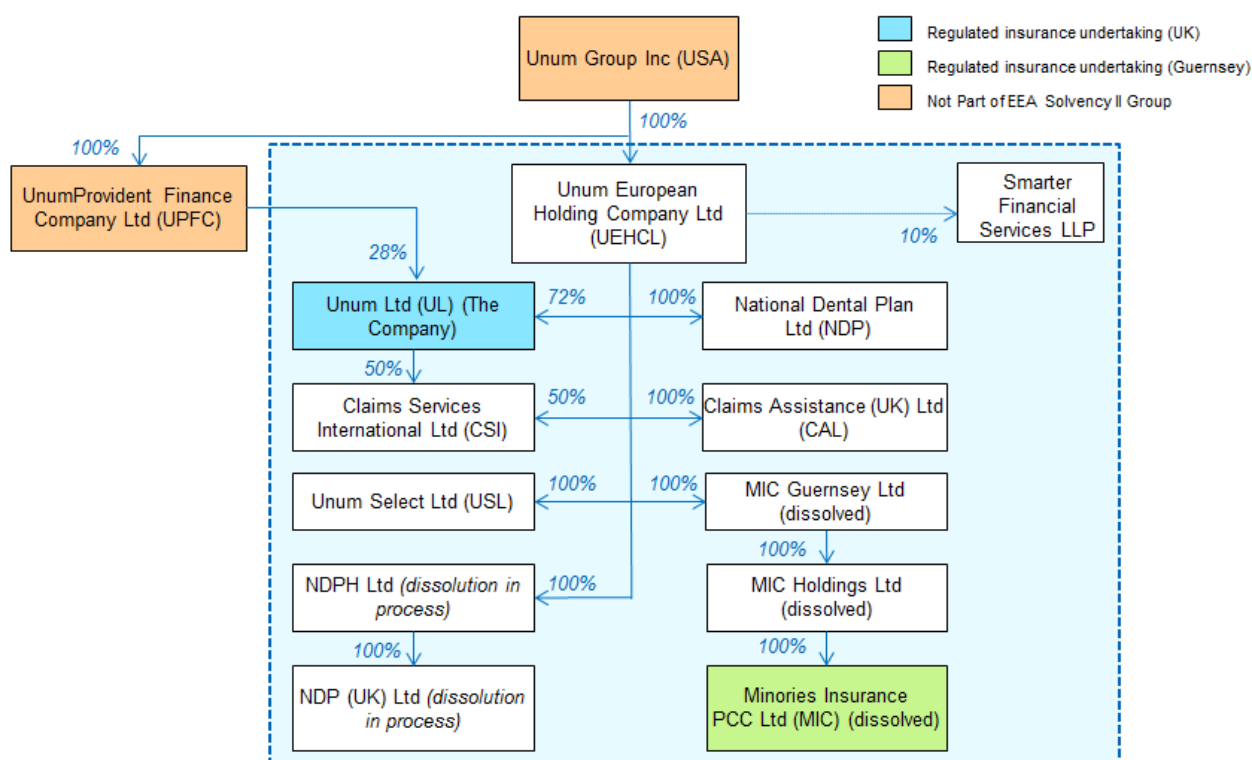 Unum Group Inc (USA)
Regulated insurance undertaking (UK)
Regulated insurance undertaking (Guernsey)
Not Part of EEA Solvency II Group
100%
100%
UnumProvident Finance
Company Ltd (UPFC)
Unum European
Holding Company Ltd
(UEHCL)
Smarter
Financial
Services LLP
10%
28%
Unum Ltd (UL) (The
Company)
72%
100%
National Dental Plan
Ltd (NDP)
50%
Claims Services
International Ltd (CSI)
50%
100%
Claims Assistance (UK) Ltd
(CAL)
Unum Select Ltd (USL)
100%
100%
MIC Guernsey Ltd
(dissolved)
100%
NDPH Ltd (dissolution in
process)
100%
MIC Holdings Ltd
(dissolved)
100%
100%
NDP (UK) Ltd (dissolution
in process)
Minories Insurance
PCC Ltd (MIC) (dissolved)